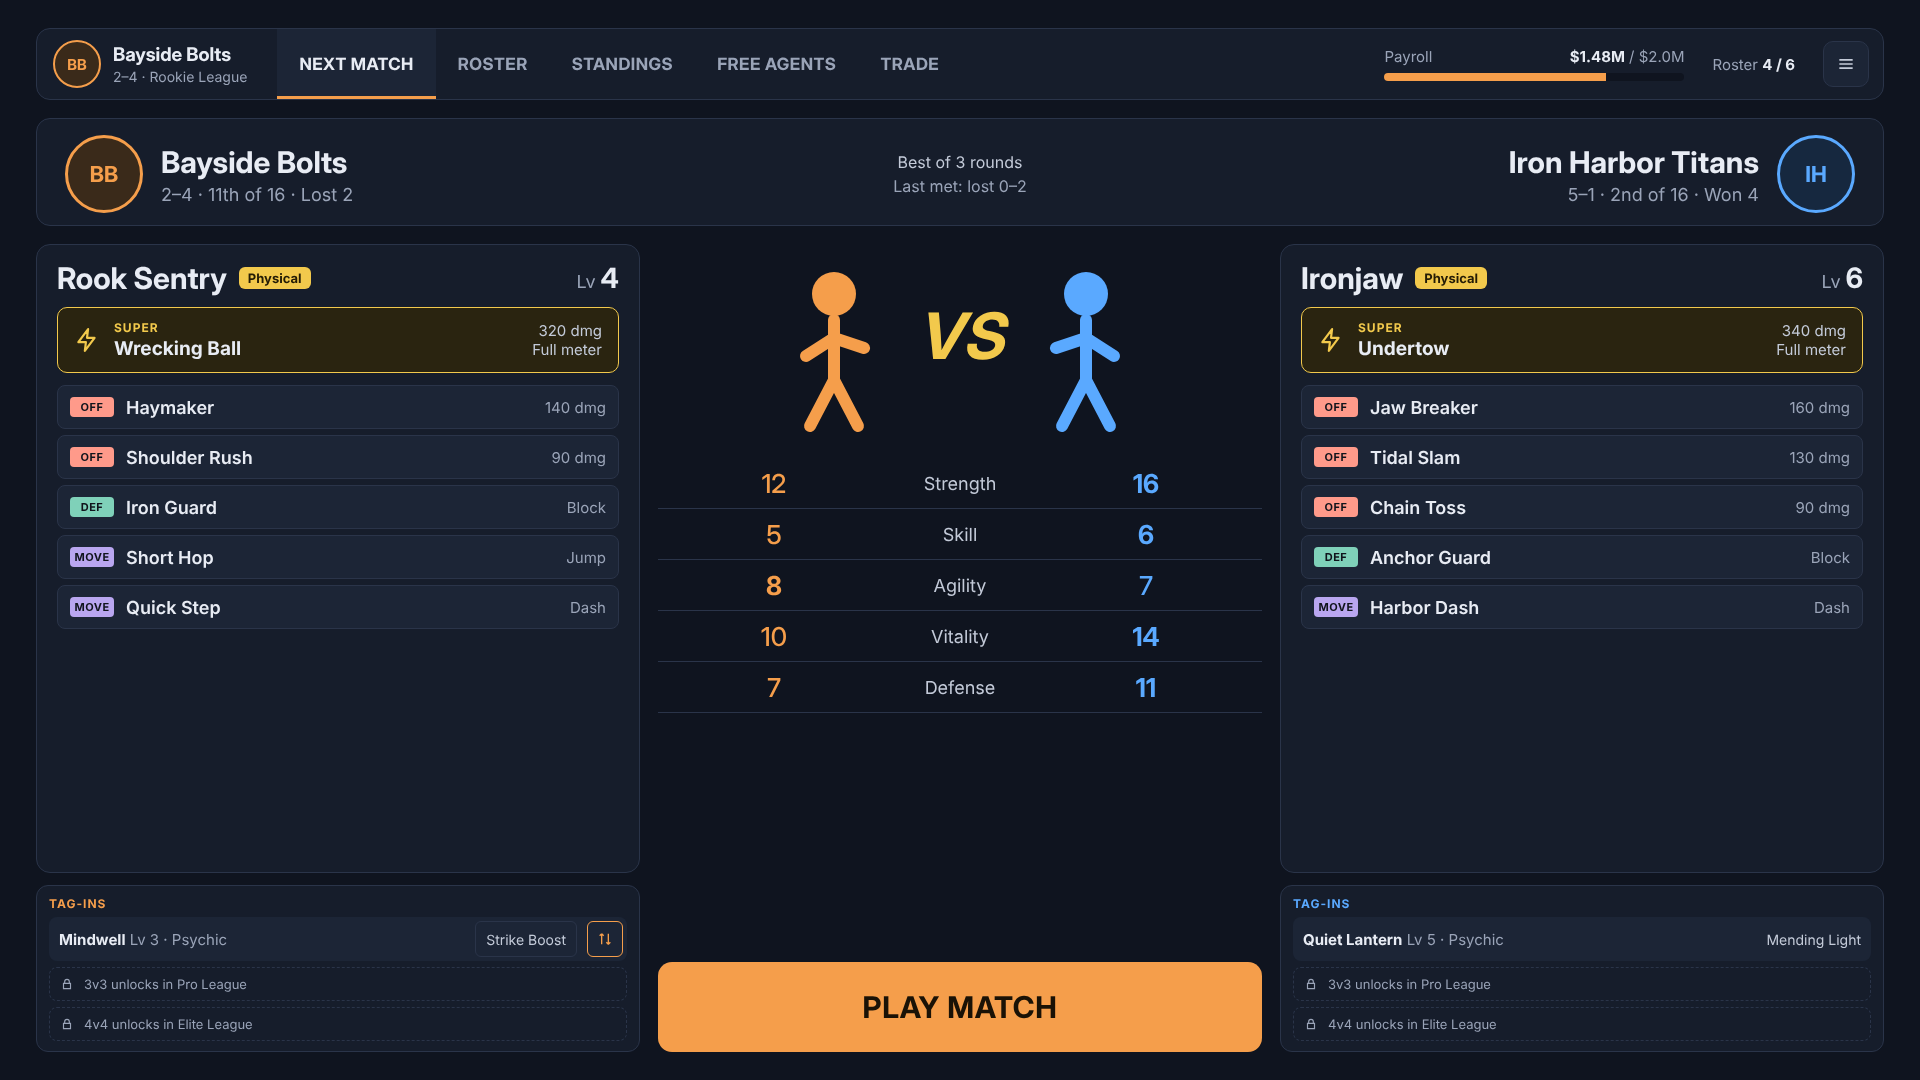 BB
Bayside Bolts
2–4 · Rookie League
NEXT MATCH
ROSTER
STANDINGS
FREE AGENTS
TRADE
Payroll
$1.48M / $2.0M
Roster 4 / 6
BB
Bayside Bolts
2–4 · 11th of 16 · Lost 2
Best of 3 rounds
Last met: lost 0–2
Iron Harbor Titans
5–1 · 2nd of 16 · Won 4
IH
Rook Sentry
Physical
Lv 4
SUPER
Wrecking Ball
320 dmg
Full meter
OFF
Haymaker
140 dmg
OFF
Shoulder Rush
90 dmg
DEF
Iron Guard
Block
MOVE
Short Hop
Jump
MOVE
Quick Step
Dash
VS
12 Strength 16
5 Skill 6
8 Agility 7
10 Vitality 14
7 Defense 11
Ironjaw
Physical
Lv 6
SUPER
Undertow
340 dmg
Full meter
OFF
Jaw Breaker
160 dmg
OFF
Tidal Slam
130 dmg
OFF
Chain Toss
90 dmg
DEF
Anchor Guard
Block
MOVE
Harbor Dash
Dash
TAG-INS
Mindwell Lv 3 · Psychic
Strike Boost
3v3 unlocks in Pro League
4v4 unlocks in Elite League
PLAY MATCH
TAG-INS
Quiet Lantern Lv 5 · Psychic
Mending Light
3v3 unlocks in Pro League
4v4 unlocks in Elite League